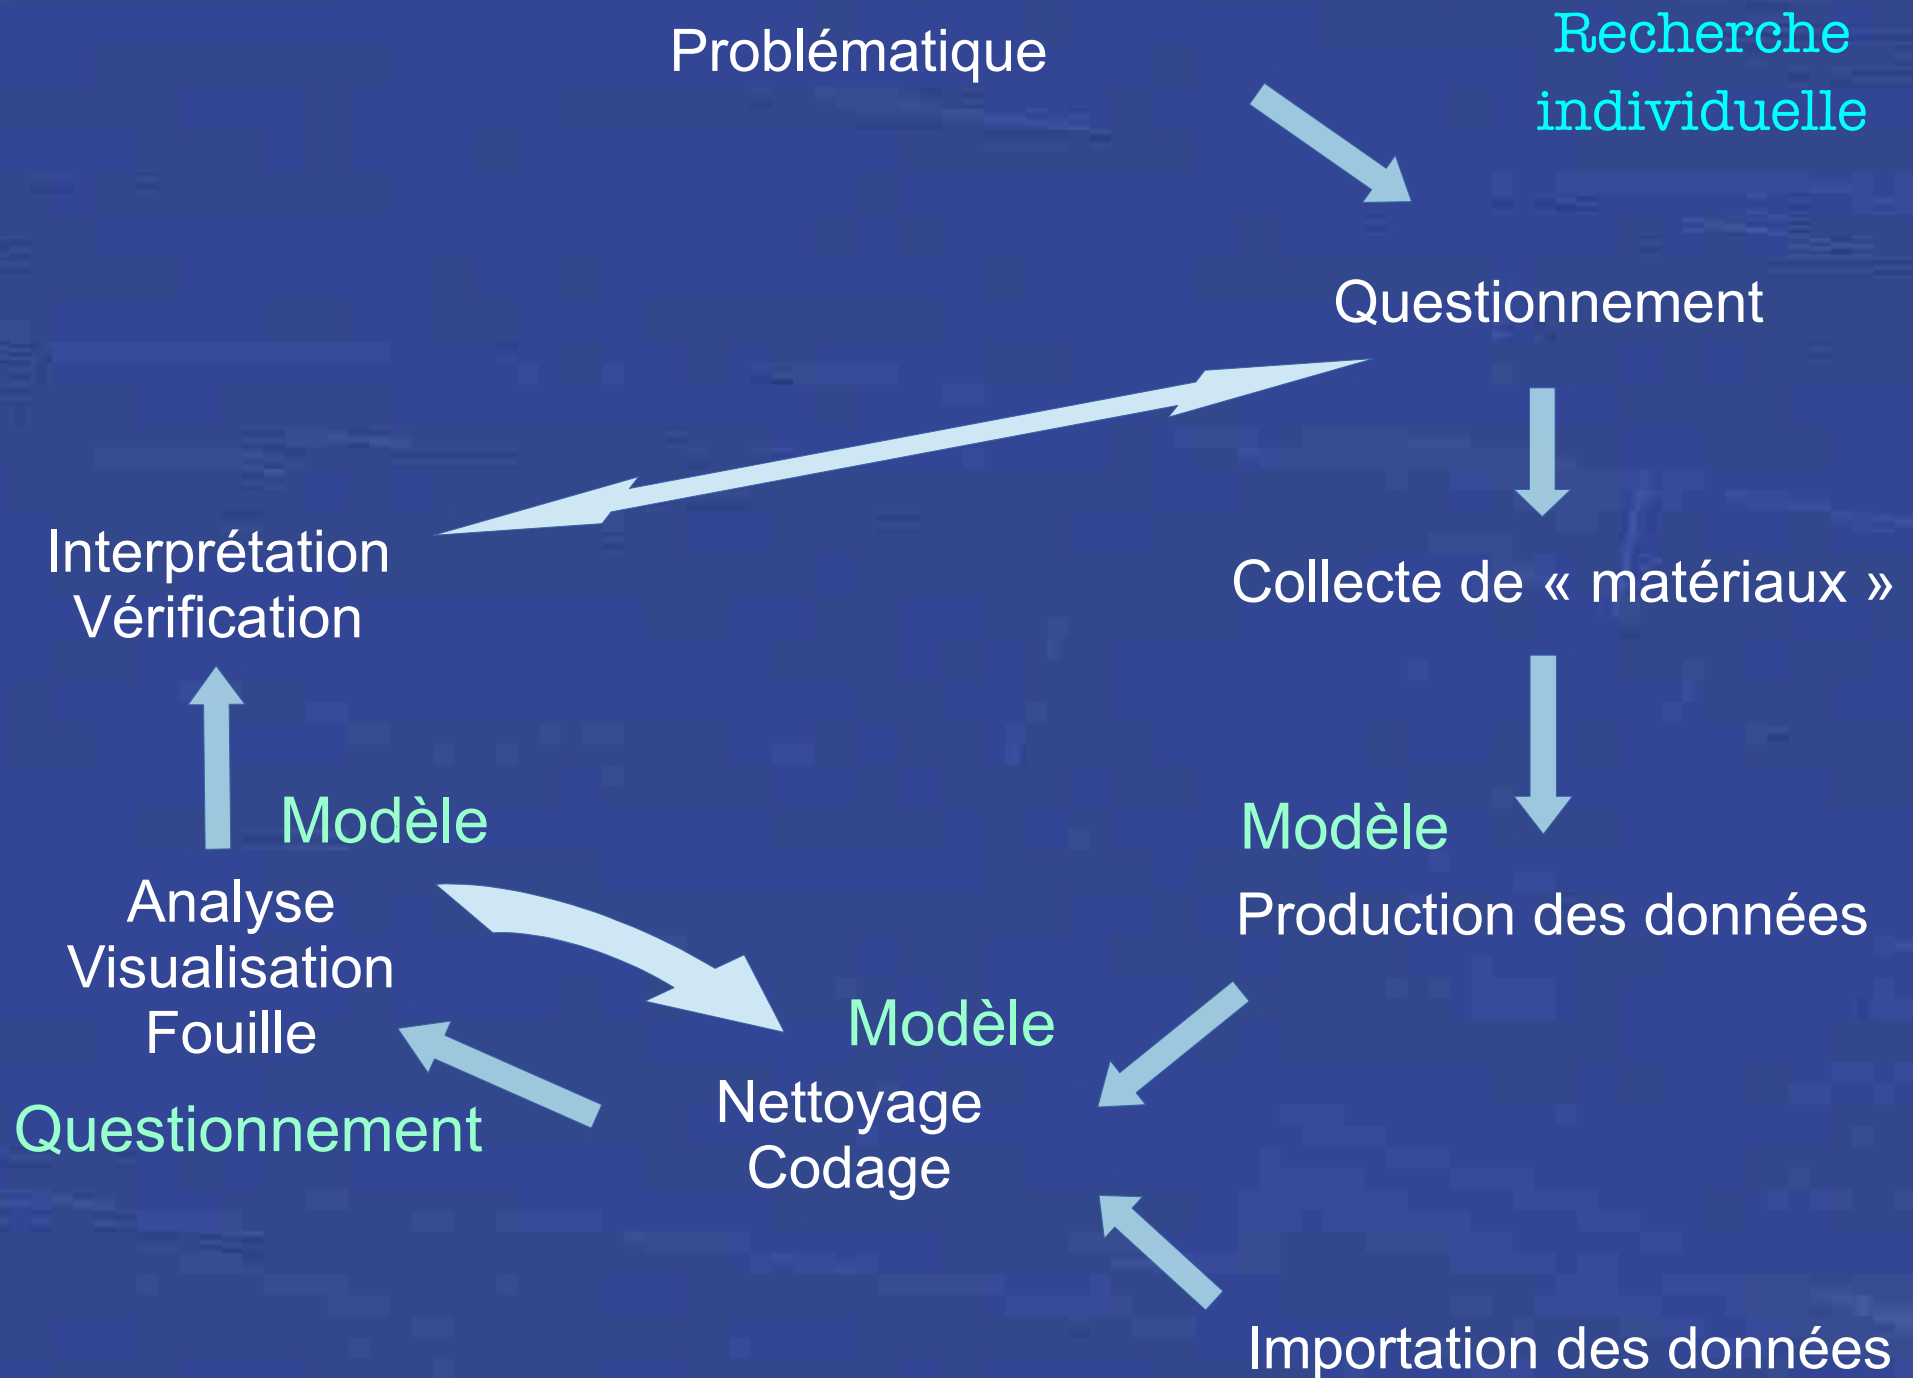 Problématique
Recherche
individuelle
Questionnement
Interprétation
Vérification
Collecte de « matériaux »
Modèle
Modèle
Analyse
Visualisation
Fouille
Production des données
Modèle
Questionnement
Nettoyage
Codage
Importation des données